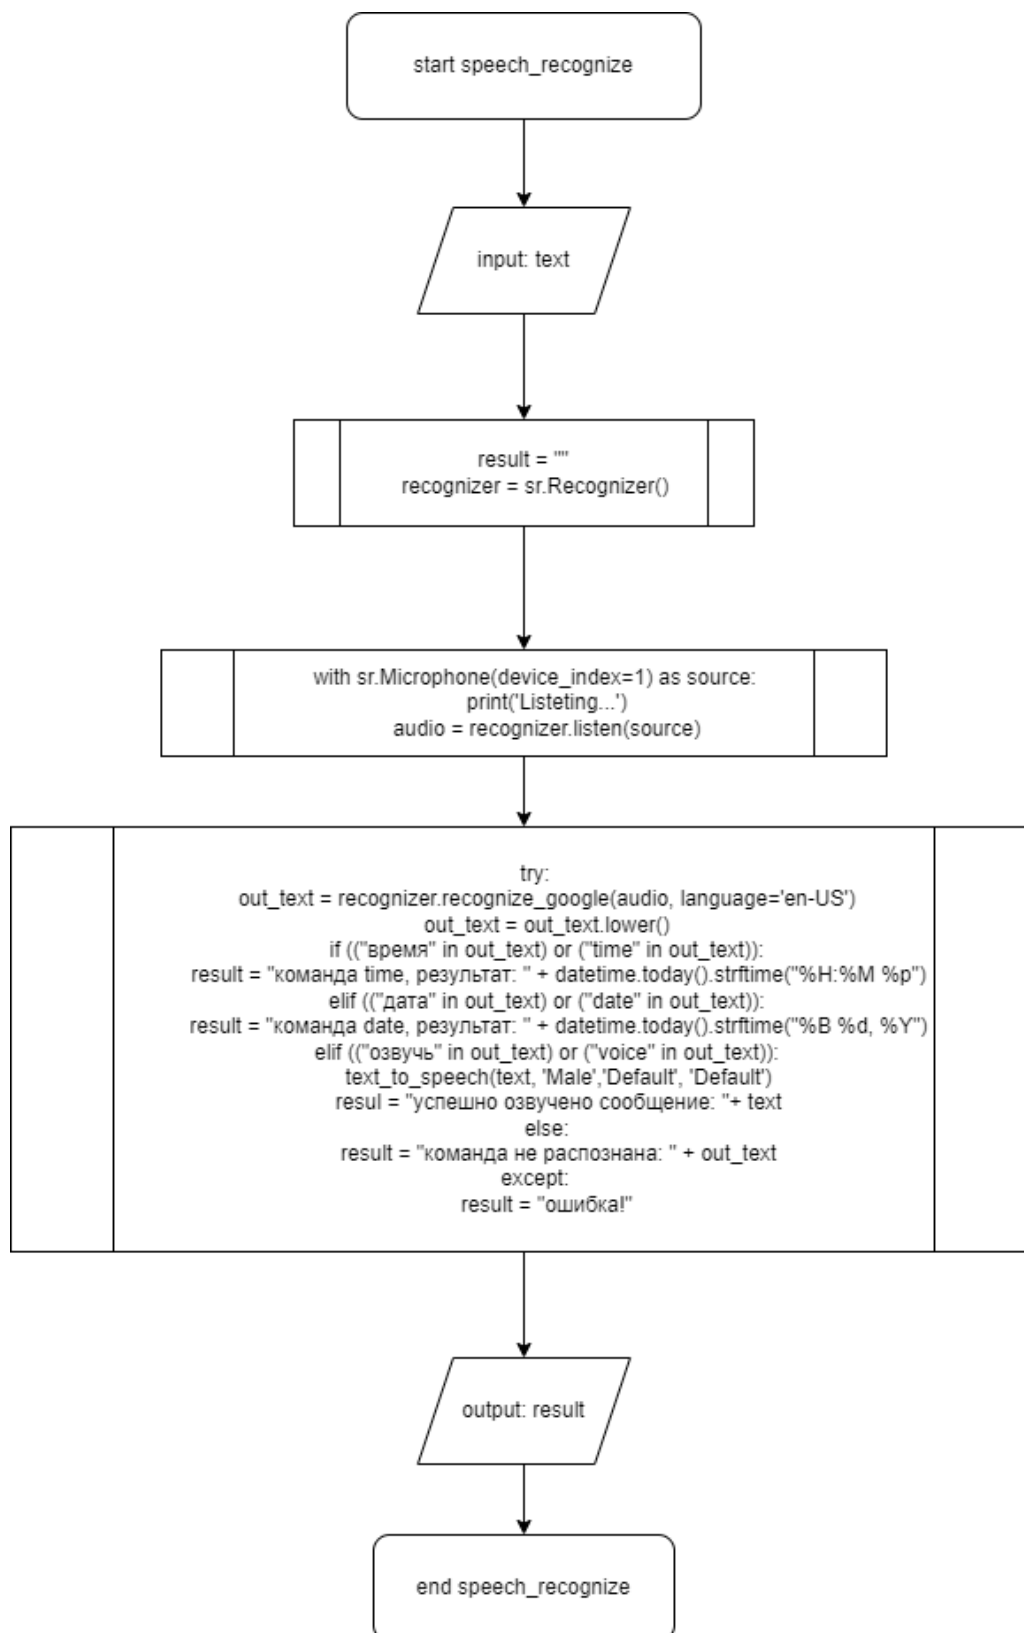 start speech_recognize
input: text
result = ""
recognizer = sr.Recognizer()
with sr.Microphone(device_index=1) as source:
print('Listeting...')
audio = recognizer.listen(source)
try:
out_text = recognizer.recognize_google(audio, language='en-US')
out_text = out_text.lower()
if (("время" in out_text) or ("time" in out_text)):
result = "команда time, результат: " + datetime.today().strftime("%H:%M %p")
elif (("дата" in out_text) or ("date" in out_text)):
result = "команда date, результат: " + datetime.today().strftime("%B %d, %Y")
elif (("озвучь" in out_text) or ("voice" in out_text)):
text_to_speech(text, 'Male','Default', 'Default')
resul = "успешно озвучено сообщение: "+ text
else:
result = "команда не распознана: " + out_text
except:
result = "ошибка!"
output: result
end speech_recognize